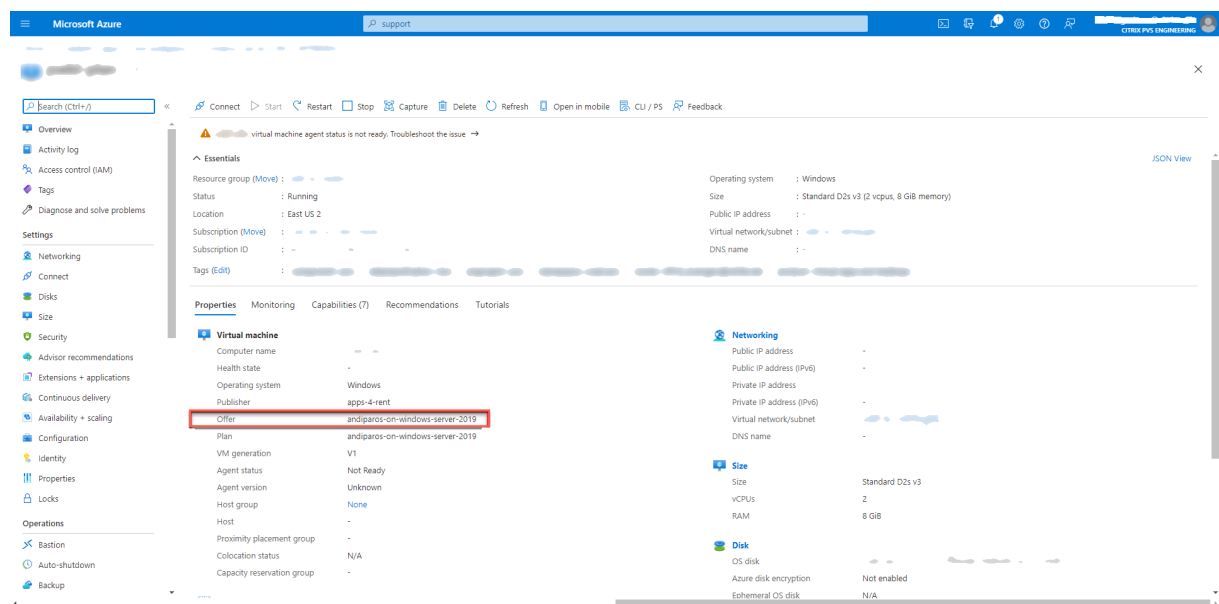 Microsoft Azure
support
1
CITRIX PVS ENGINEERING
Search (Ctrl+/)
Connect Start Restart Stop Capture Delete Refresh Open in mobile CLI / PS Feedback
virtual machine agent status is not ready. Troubleshoot the issue →
Overview
Activity log
Access control (IAM)
Tags
Diagnose and solve problems
Settings
Networking
Connect
Disks
Size
Security
Advisor recommendations
Extensions + applications
Continuous delivery
Availability + scaling
Configuration
Identity
Properties
Locks
Operations
Bastion
Auto-shutdown
Backup
Essentials
JSON View
Resource group (Move) :
Status : Running
Location : East US 2
Subscription (Move) :
Subscription ID : -
Tags (Edit) :
Operating system : Windows
Size : Standard D2s v3 (2 vcpus, 8 GiB memory)
Public IP address : -
Virtual network/subnet :
DNS name : -
Properties Monitoring Capabilities (7) Recommendations Tutorials
Virtual machine
Computer name
Health state -
Operating system Windows
Publisher apps-4-rent
Offer andiparos-on-windows-server-2019
Plan andiparos-on-windows-server-2019
VM generation V1
Agent status Not Ready
Agent version Unknown
Host group None
Host -
Proximity placement group -
Colocation status N/A
Capacity reservation group -
Networking
Public IP address -
Public IP address (IPv6) -
Private IP address
Private IP address (IPv6) -
Virtual network/subnet
DNS name -
Size
Size Standard D2s v3
vCPUs 2
RAM 8 GiB
Disk
OS disk
Azure disk encryption Not enabled
Ephemeral OS disk N/A